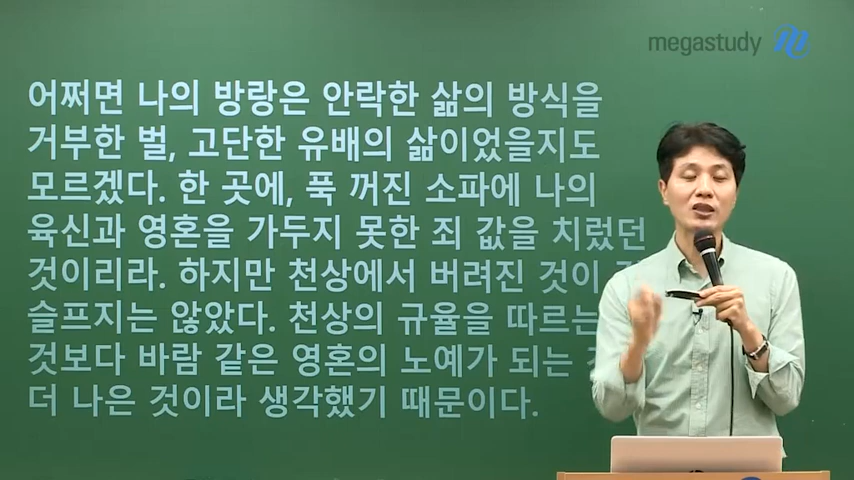 megastudy
어쩌면 나의 방랑은 안락한 삶의 방식을
거부한 벌, 고단한 유배의 삶이었을지도
모르겠다. 한 곳에, 푹 꺼진 소파에 나의
육신과 영혼을 가두지 못한 죄 값을 치렀던
것이리라. 하지만 천상에서 버려진 것이
슬프지는 않았다. 천상의 규율을 따르는
것보다 바람 같은 영혼의 노예가 되는
더 나은 것이라 생각했기 때문이다.